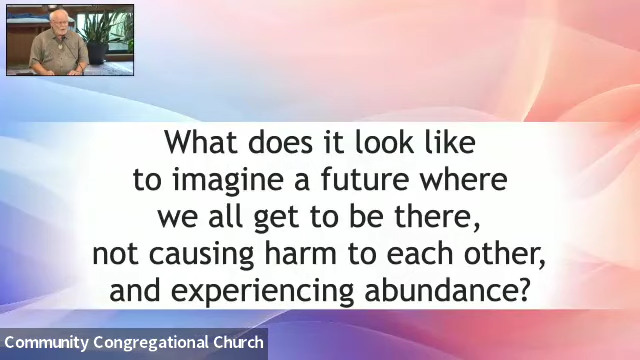 What does it look like
to imagine a future where
we all get to be there,
not causing harm to each other,
and experiencing abundance?
Community Congregational Church